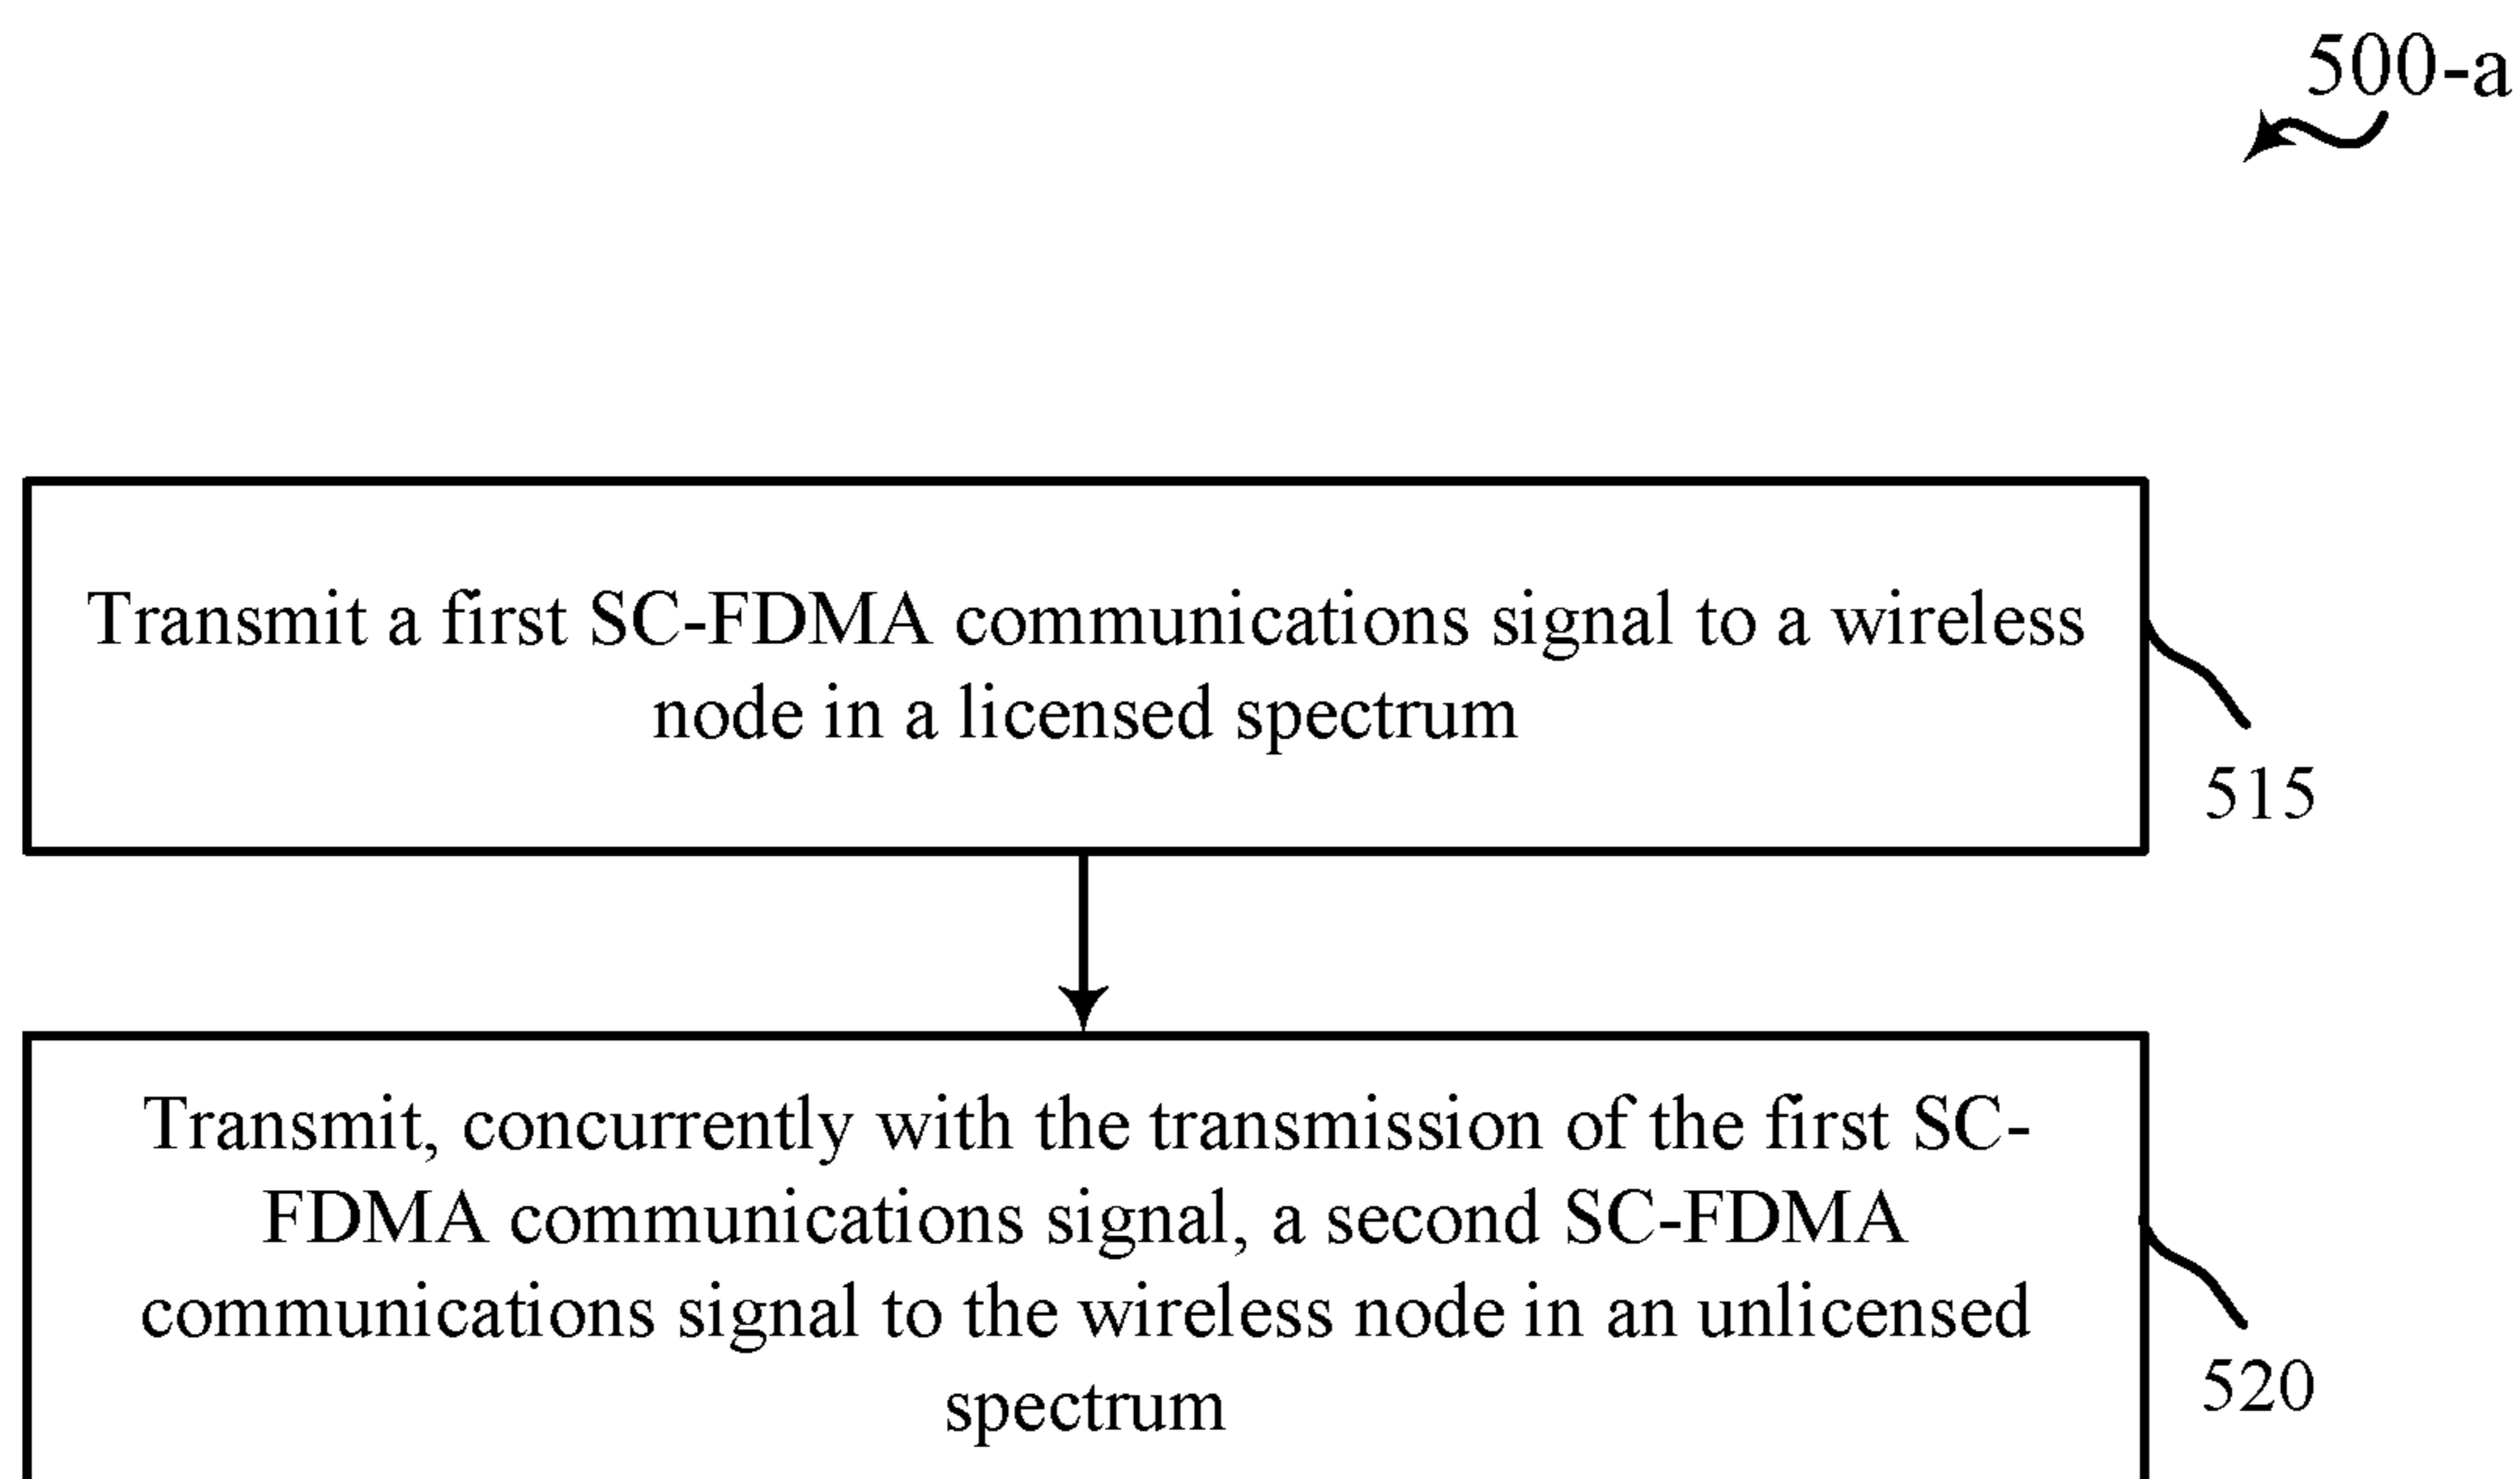 500-a
Transmit a first SC-FDMA communications signal to a wireless
node in a licensed spectrum
515
Transmit, concurrently with the transmission of the first SC-
FDMA communications signal, a second SC-FDMA
communications signal to the wireless node in an unlicensed
spectrum
520